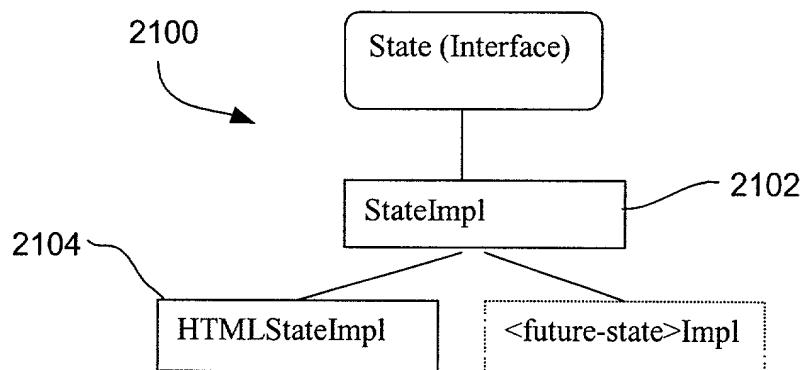 2100
State (Interface)
StateImpl
2102
2104
HTMLStateImpl
<future-state>Impl